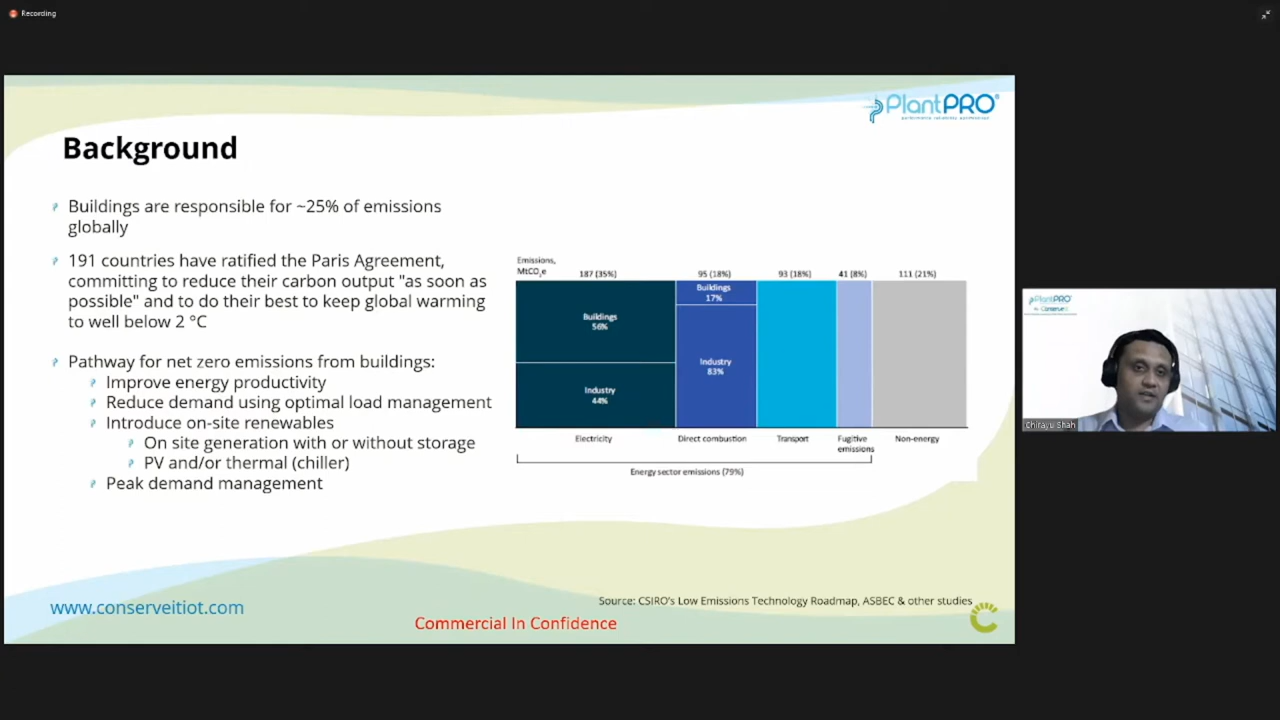 Recording
PlantPRO®
Background
Buildings are responsible for ~25% of emissions
globally
191 countries have ratified the Paris Agreement,
committing to reduce their carbon output "as soon as
possible" and to do their best to keep global warming
to well below 2 °C
Pathway for net zero emissions from buildings:
Improve energy productivity
Reduce demand using optimal load management
Introduce on-site renewables
On site generation with or without storage
PV and/or thermal (chiller)
Peak demand management
Emissions,
MtCO₂e
187 (35%) 95 (18%) 93 (18%) 41 (8%) 111 (21%)
Buildings
56%
Industry
44%
Buildings
17%
Industry
83%
Electricity Direct combustion Transport Fugitive
emissions Non-energy
Energy sector emissions (79%)
PlantPRO
Chirayu Shah
Source: CSIRO's Low Emissions Technology Roadmap, ASBEC & other studies
www.conserveitiot.com
Commercial In Confidence